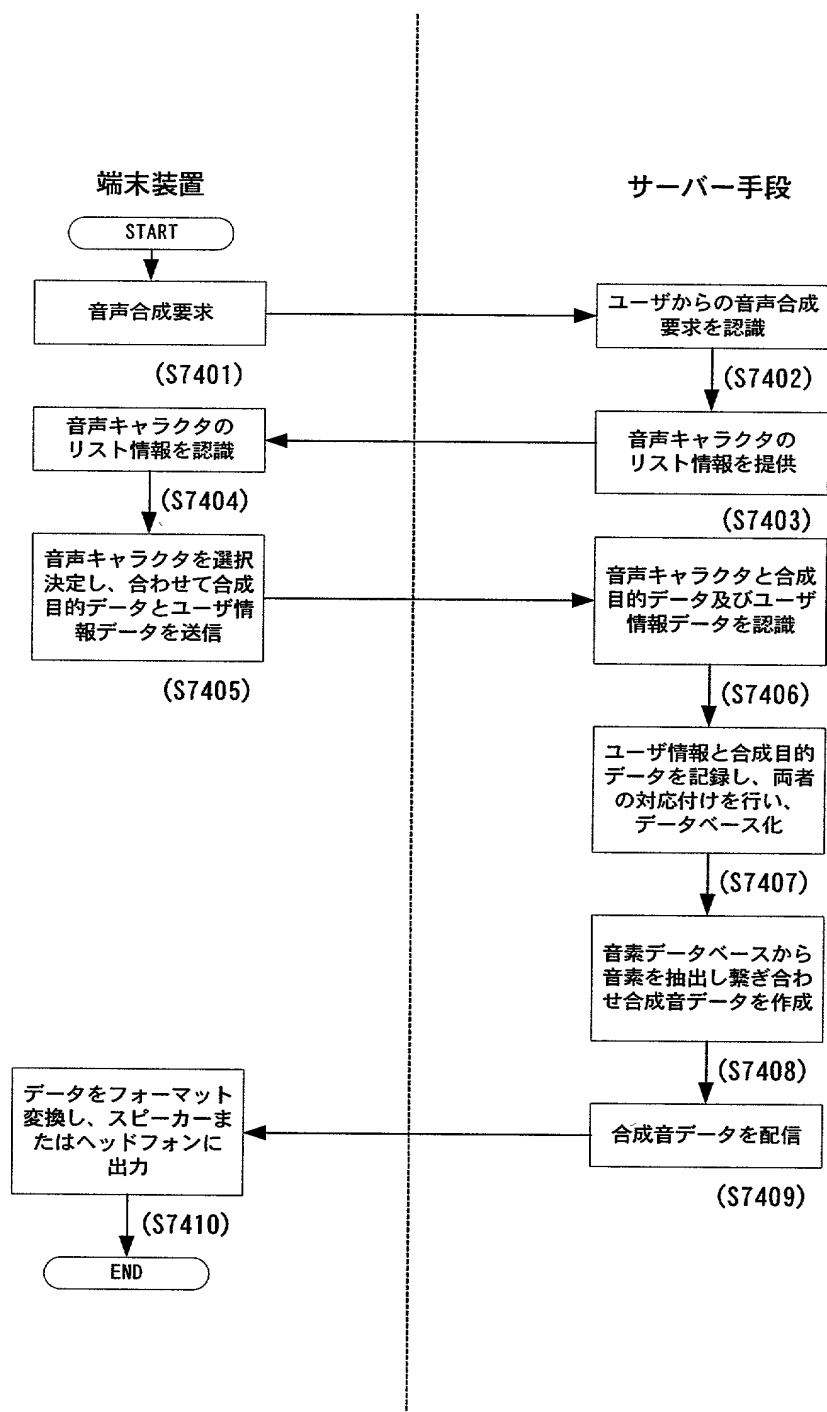 端末装置
サーバー手段
START
音声合成要求
(S7401)
ユーザからの音声合成
要求を認識
(S7402)
音声キャラクタの
リスト情報を提供
(S7403)
音声キャラクタの
リスト情報を認識
(S7404)
音声キャラクタを選択
決定し、合わせて合成
目的データとユーザ情
報データを送信
(S7405)
音声キャラクタと合成
目的データ及びユーザ
情報データを認識
(S7406)
ユーザ情報と合成目的
データを記録し、両者
の対応付けを行い、
データベース化
(S7407)
音素データベースから
音素を抽出し繋ぎ合わ
せ合成音データを作成
(S7408)
合成音データを配信
(S7409)
データをフォーマット
変換し、スピーカーま
たはヘッドフォンに
出力
(S7410)
END